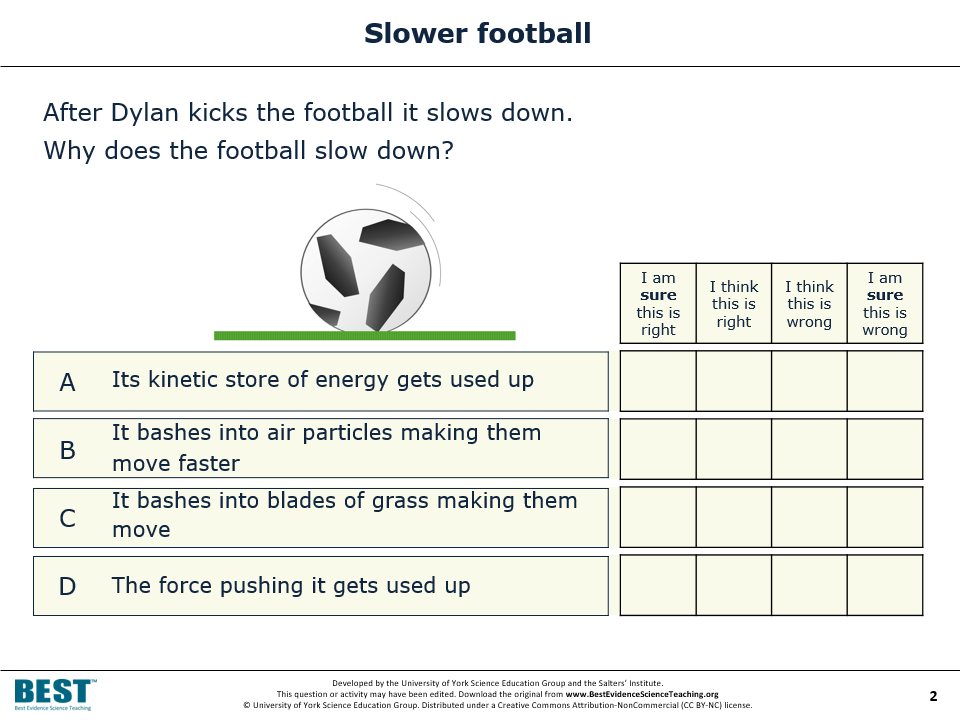 Slower football
After Dylan kicks the football it slows down.
Why does the football slow down?
I am
sure
this is
right
I think
this is
right
I think
this is
wrong
I am
sure
this is
wrong
A Its kinetic store of energy gets used up
B It bashes into air particles making them
move faster
C It bashes into blades of grass making them
move
D The force pushing it gets used up
BEST™
Best Evidence Science Teaching
Developed by the University of York Science Education Group and the Salters’ Institute.
This question or activity may have been edited. Download the original from www.BestEvidenceScienceTeaching.org
© University of York Science Education Group. Distributed under a Creative Commons Attribution-NonCommercial (CC BY-NC) license.
2